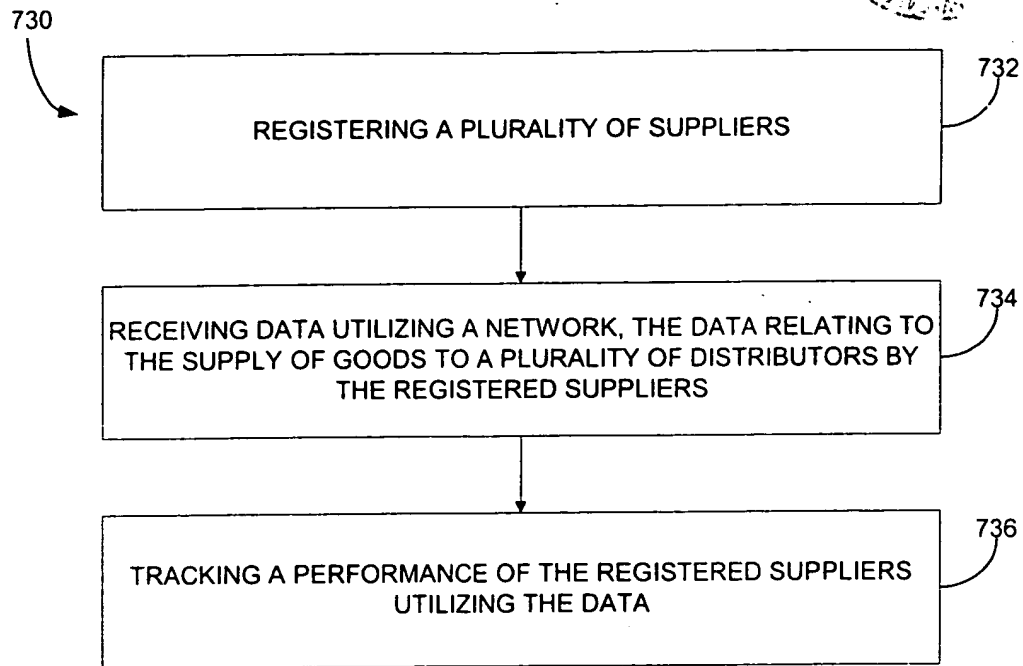 730
732
REGISTERING A PLURALITY OF SUPPLIERS
734
RECEIVING DATA UTILIZING A NETWORK, THE DATA RELATING TO
THE SUPPLY OF GOODS TO A PLURALITY OF DISTRIBUTORS BY
THE REGISTERED SUPPLIERS
736
TRACKING A PERFORMANCE OF THE REGISTERED SUPPLIERS
UTILIZING THE DATA